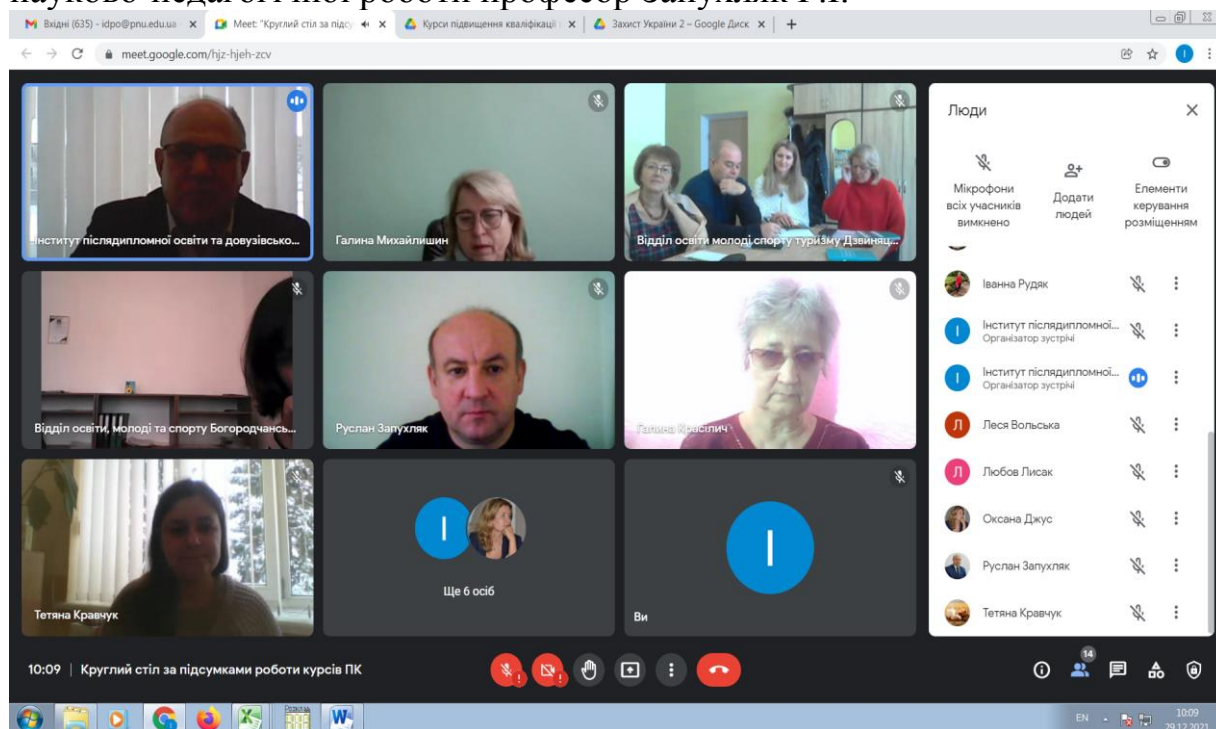 науково-педагогічної роботи професор Запухляк Р.І.
Вхідні (635) - idpo@pnu.edu.ua
Meet: "Круглий стіл за підсу
Курси підвищення кваліфікації
Захист України 2 – Google Диск
meet.google.com/hjz-hjeh-zcv
Інститут післядипломної освіти та довузівсько...
Галина Михайлишин
Відділ освіти молоді,спорту туризму Дзвиняц...
Відділ освіти, молоді та спорту Богородчансь...
Руслан Запухляк
Галина Красілич
Тетяна Кравчук
І
Ще 6 осіб
І
Ви
Люди
Мікрофони
всіх учасників
вимкнено
Додати
людей
Елементи
керування
розміщенням
Іванна Рудяк
І
Інститут післядипломної...
Організатор зустрічі
І
Інститут післядипломної...
Організатор зустрічі
Л
Леся Вольська
Л
Любов Лисак
Оксана Джус
Руслан Запухляк
Тетяна Кравчук
10:09 | Круглий стіл за підсумками роботи курсів ПК
14
EN
10:09
29.12.2021